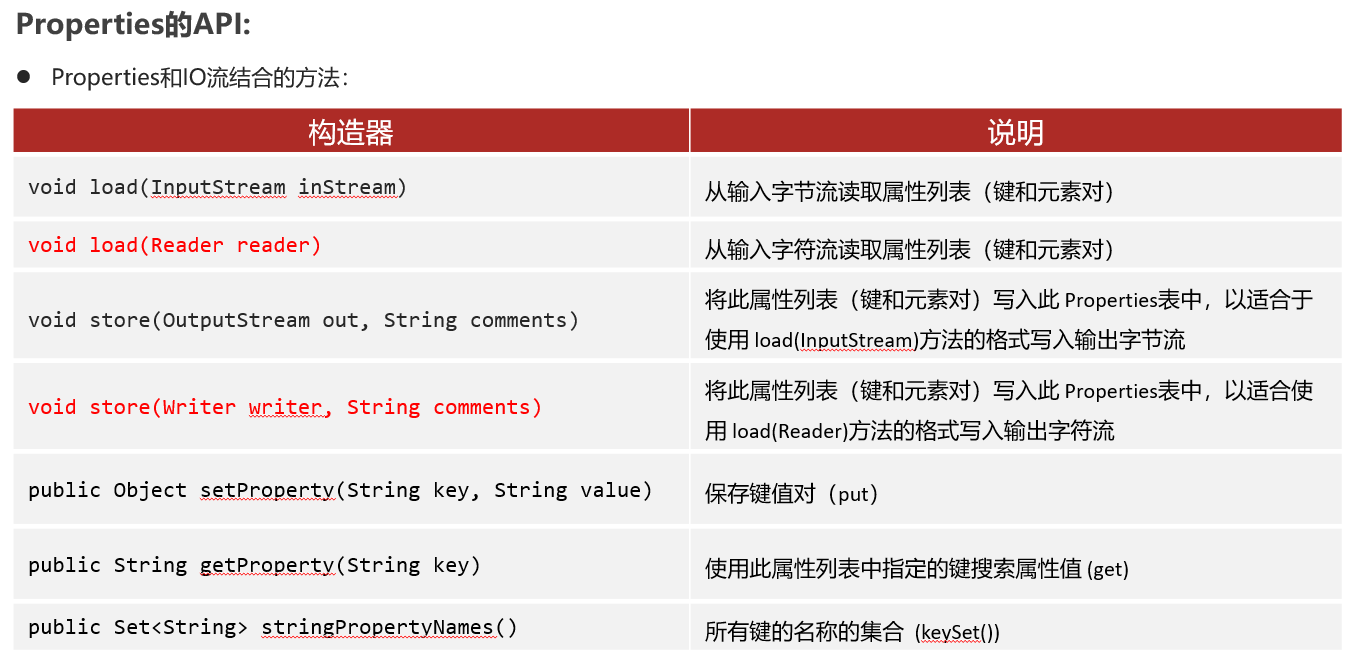 Properties的API:
● Properties和IO流结合的方法：
构造器 说明
void load(InputStream inStream) 从输入字节流读取属性列表（键和元素对）
void load(Reader reader) 从输入字符流读取属性列表（键和元素对）
void store(OutputStream out, String comments) 将此属性列表（键和元素对）写入此 Properties表中，以适合于
使用 load(InputStream)方法的格式写入输出字节流
void store(Writer writer, String comments) 将此属性列表（键和元素对）写入此 Properties表中，以适合使
用 load(Reader)方法的格式写入输出字符流
public Object setProperty(String key, String value) 保存键值对（put）
public String getProperty(String key) 使用此属性列表中指定的键搜索属性值 (get)
public Set<String> stringPropertyNames() 所有键的名称的集合 (keySet())